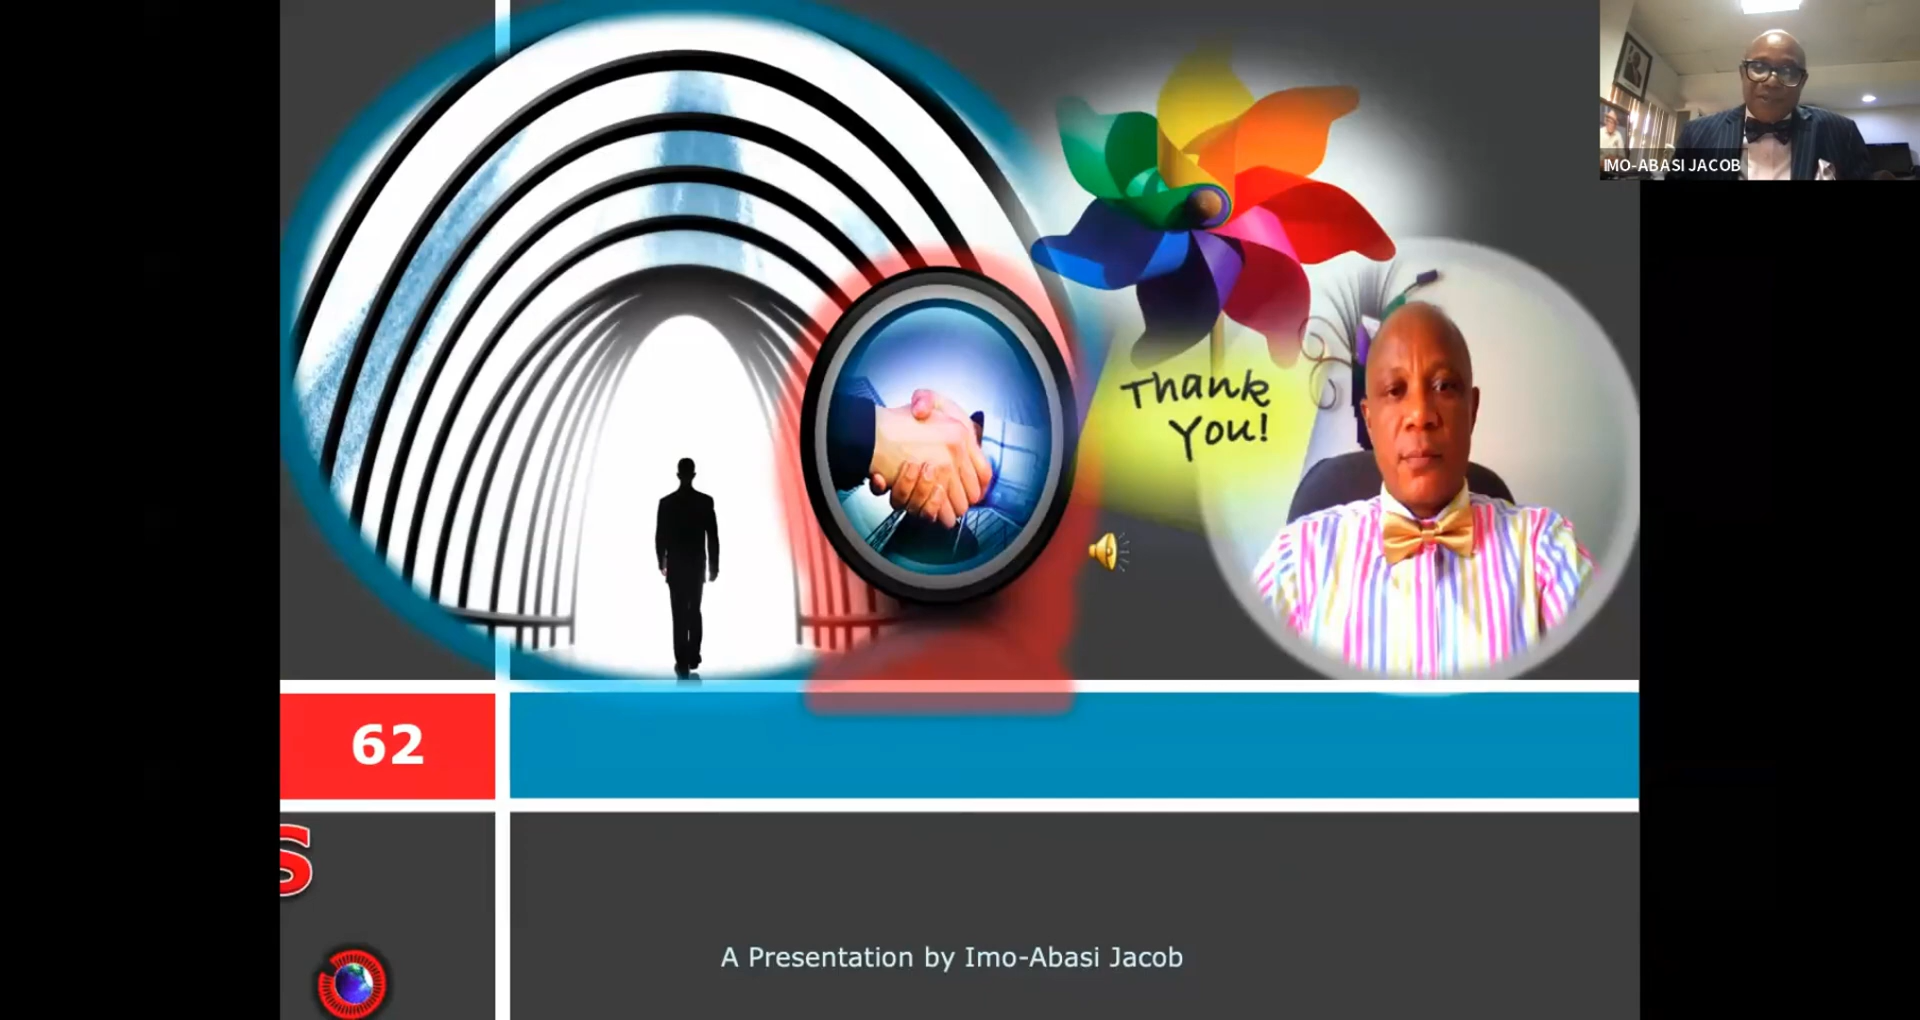 IMO-ABASI JACOB
Thank
You!
62
S
A Presentation by Imo-Abasi Jacob